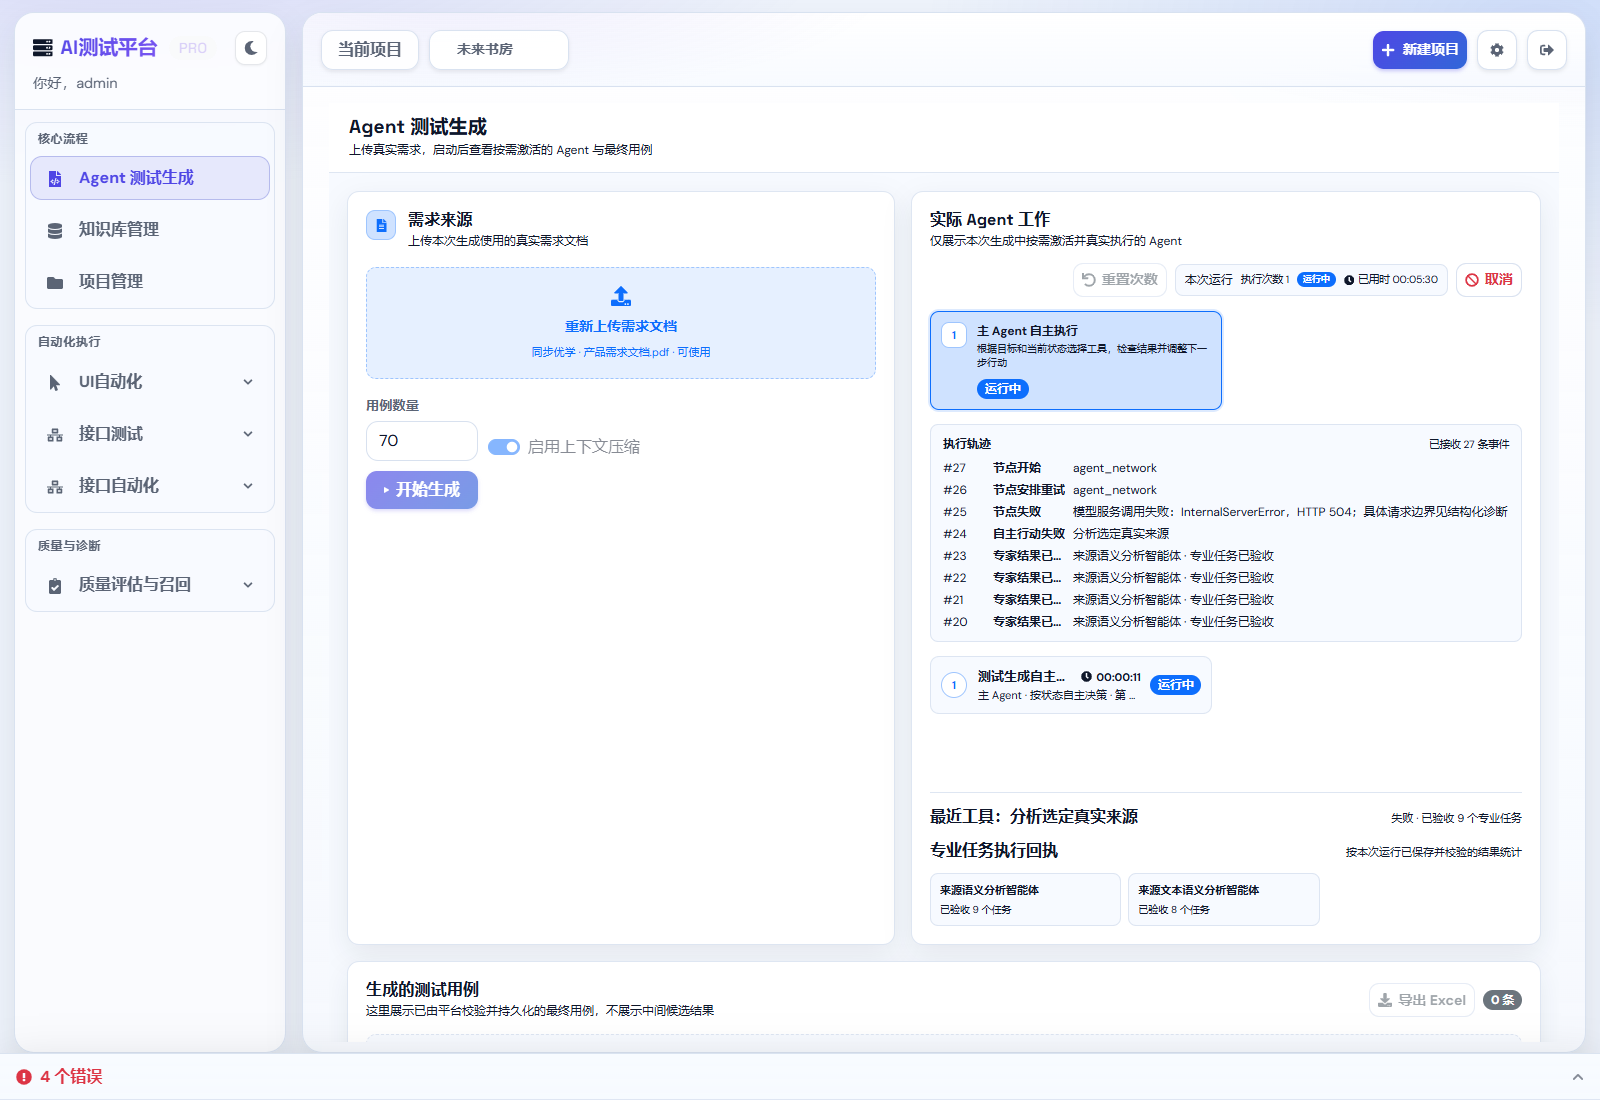 AI测试平台 PRO
你好，admin
核心流程
Agent 测试生成
知识库管理
项目管理
自动化执行
UI自动化
接口测试
接口自动化
质量与诊断
质量评估与召回
当前项目 未来书房
新建项目
Agent 测试生成
上传真实需求，启动后查看按需激活的 Agent 与最终用例
需求来源
上传本次生成使用的真实需求文档
重新上传需求文档
同步优学 · 产品需求文档.pdf · 可使用
用例数量
70 启用上下文压缩
开始生成
实际 Agent 工作
仅展示本次生成中按需激活并真实执行的 Agent
重置次数 本次运行 执行次数 1 运行中 已用时 00:05:30 取消
1 主 Agent 自主执行
根据目标和当前状态选择工具，检查结果并调整下一
步行动
运行中
执行轨迹 已接收 27 条事件
#27 节点开始 agent_network
#26 节点安排重试 agent_network
#25 节点失败 模型服务调用失败：InternalServerError，HTTP 504；具体请求边界见结构化诊断
#24 自主行动失败 分析选定真实来源
#23 专家结果已... 来源语义分析智能体 · 专业任务已验收
#22 专家结果已... 来源语义分析智能体 · 专业任务已验收
#21 专家结果已... 来源语义分析智能体 · 专业任务已验收
#20 专家结果已... 来源语义分析智能体 · 专业任务已验收
1 测试生成自主... 00:00:11 运行中
主 Agent · 按状态自主决策 · 第 ...
最近工具：分析选定真实来源 失败 · 已验收 9 个专业任务
专业任务执行回执 按本次运行已保存并校验的结果统计
来源语义分析智能体
已验收 9 个任务
来源文本语义分析智能体
已验收 8 个任务
生成的测试用例
这里展示已由平台校验并持久化的最终用例，不展示中间候选结果
导出 Excel 0 条
4 个错误